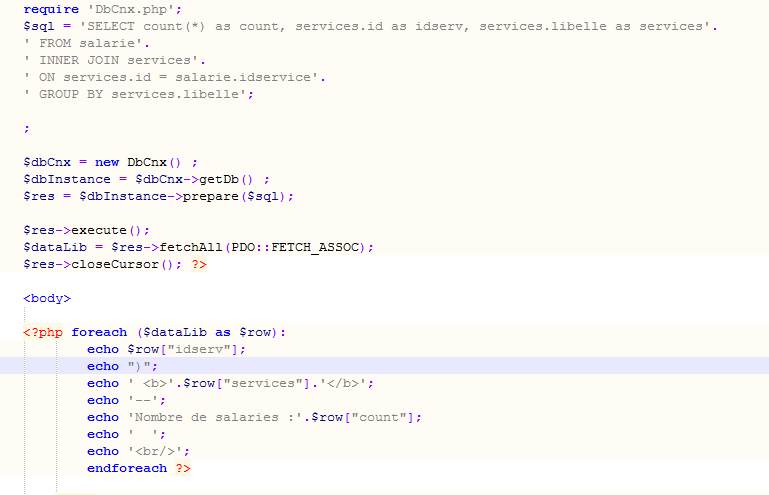 require 'DbCnx.php';
$sql = 'SELECT count(*) as count, services.id as idserv, services.libelle as services'.
' FROM salarie'.
' INNER JOIN services'.
' ON services.id = salarie.idservice'.
' GROUP BY services.libelle';
;
$dbCnx = new DbCnx() ;
$dbInstance = $dbCnx->getDb() ;
$res = $dbInstance->prepare($sql);
$res->execute();
$dataLib = $res->fetchAll(PDO::FETCH_ASSOC);
$res->closeCursor(); ?>
<body>
<?php foreach ($dataLib as $row):
echo $row["idserv"];
echo ")";
echo ' <b>'.$row["services"].'</b>';
echo '--';
echo 'Nombre de salaries :'.$row["count"];
echo '  ';
echo '<br/>';
endforeach ?>